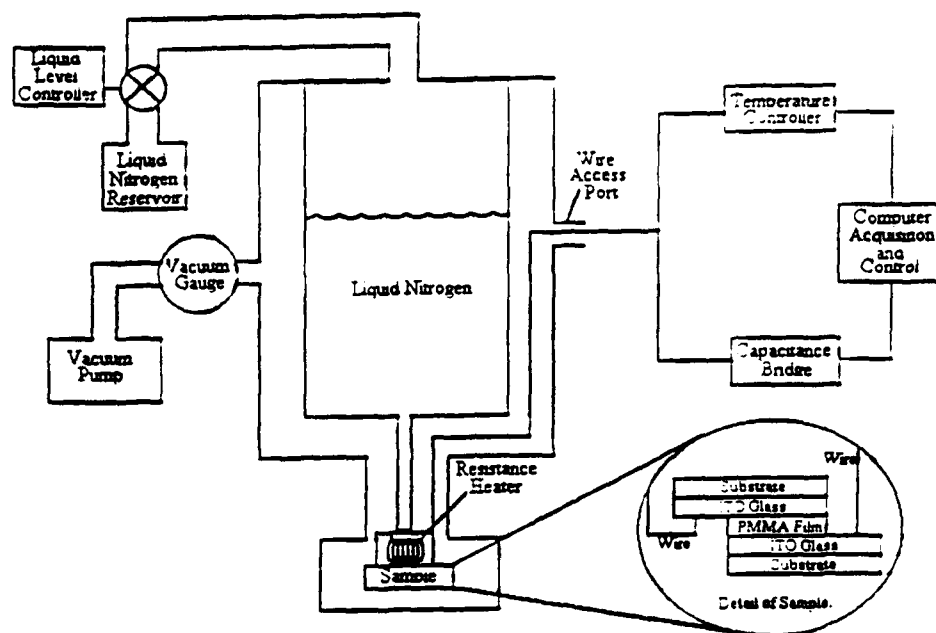 Liquid
Level
Controller
Liquid
Nitrogen
Reservoir
Vacuum
Gauge
Vacuum
Pump
Liquid Nitrogen
Wire
Access
Port
Temperature
Controller
Computer
Acquisition
and
Control
Capacitance
Bridge
Resistance
Heater
Sample
Wire
Substrate
ITO Glass
PMMA Film
Wire
ITO Glass
Substrate
Detail of Sample.